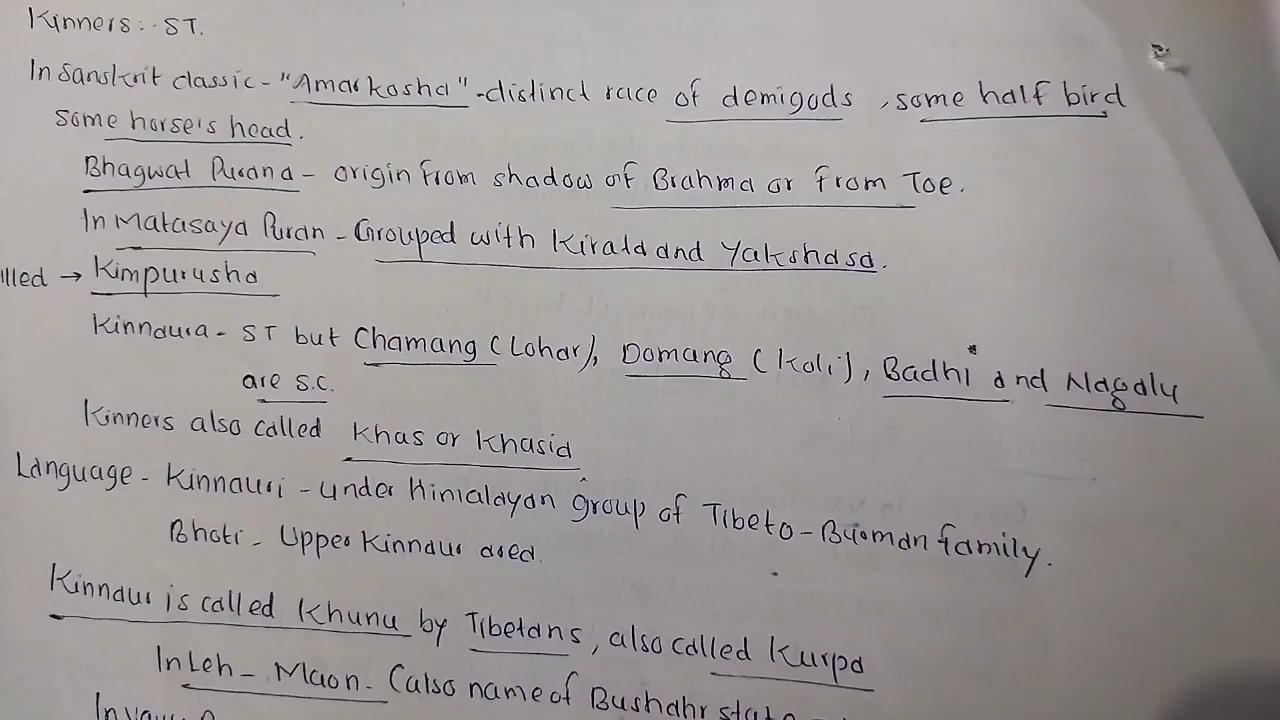 Kinners:- ST.
In Sanskrit classic - "Amarkosha" - distinct race of demigods, some half bird
some horse's head.
Bhagwat Purana - origin from shadow of Brahma or from Toe.
In Matasaya Puran - Grouped with Kirata and Yakshasa.
lled → Kimpurusha
Kinnaura - ST but Chamang (Lohar), Domang (Koli), Badhi and Nagalu
are S.C.
Kinners also called Khas or Khasia
Language - Kinnauri - under Himalayan group of Tibeto-Burman family.
Bhoti - Upper Kinnaur area.
Kinnaur is called Khunu by Tibetans, also called Kurpa
In Leh - Maon - (also name of Bushahr state
In